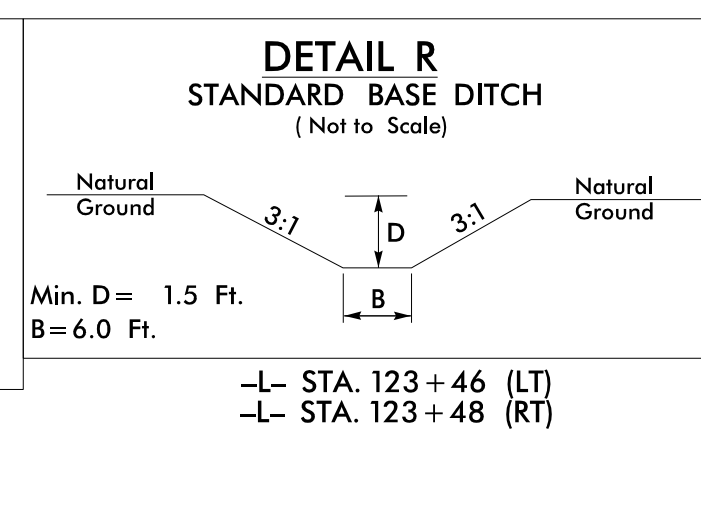 DETAIL R
STANDARD BASE DITCH
( Not to Scale)
Natural
Ground
3:1
D
3:1
Natural
Ground
Min. D = 1.5 Ft.
B
B=6.0 Ft.
-L- STA. 123+46 (LT)
-L- STA. 123+48 (RT)